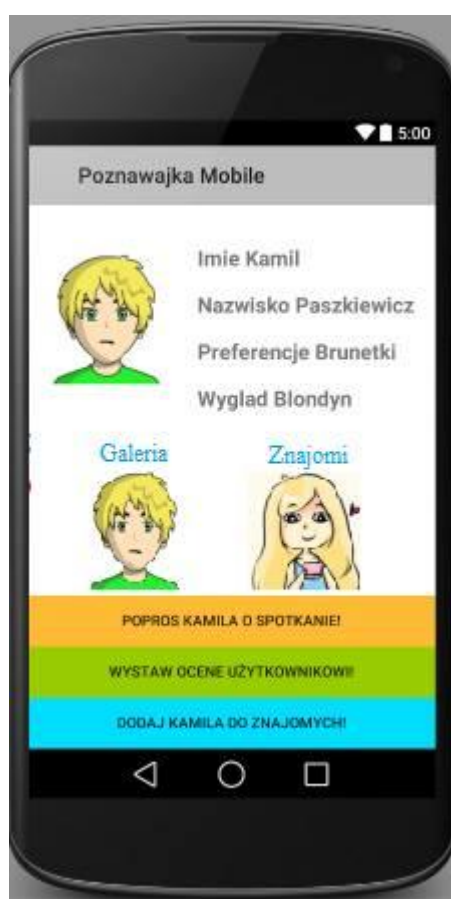 5:00
Poznawajka Mobile
Imie Kamil
Nazwisko Paszkiewicz
Preferencje Brunetki
Wyglad Blondyn
Galeria Znajomi
POPROS KAMILA O SPOTKANIE!
WYSTAW OCENE UŻYTKOWNIKOWI!
DODAJ KAMILA DO ZNAJOMYCH!